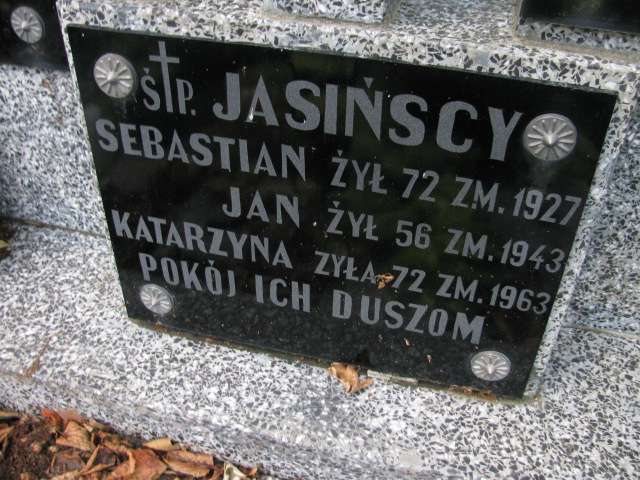 Ś†P. JASIŃSCY
SEBASTIAN ŻYŁ 72 ZM. 1927
JAN ŻYŁ 56 ZM. 1943
KATARZYNA ŻYŁA 72 ZM. 1963
POKÓJ ICH DUSZOM